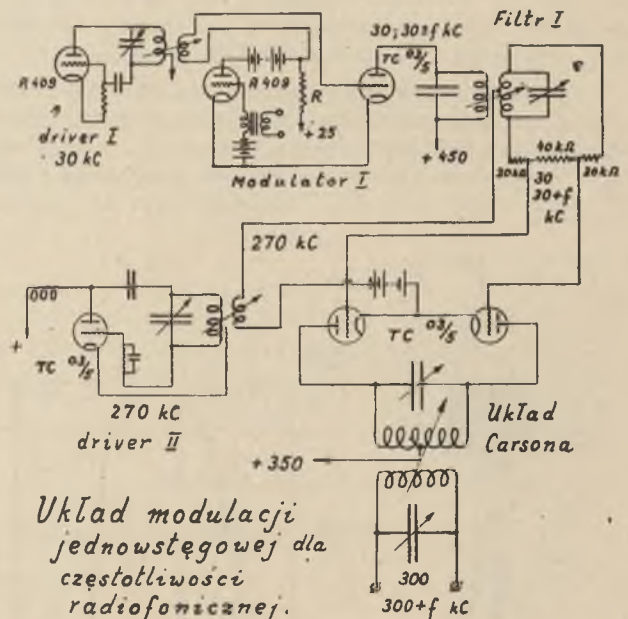 Filtr I
30; 30±f kC
TC 03/5
R 409
driver I
30 kC
R 409
R
+25
Modulator I
+ 450
40kΩ
20kΩ
20kΩ
30
30+f
kC
270 kC
+
TC 03/5
270 kC
driver II
TC 03/5
Układ
Carsona
+350
300
300+f kC
Układ modulacji
jednowstęgowej dla
częstotliwości
radiofonicznej.